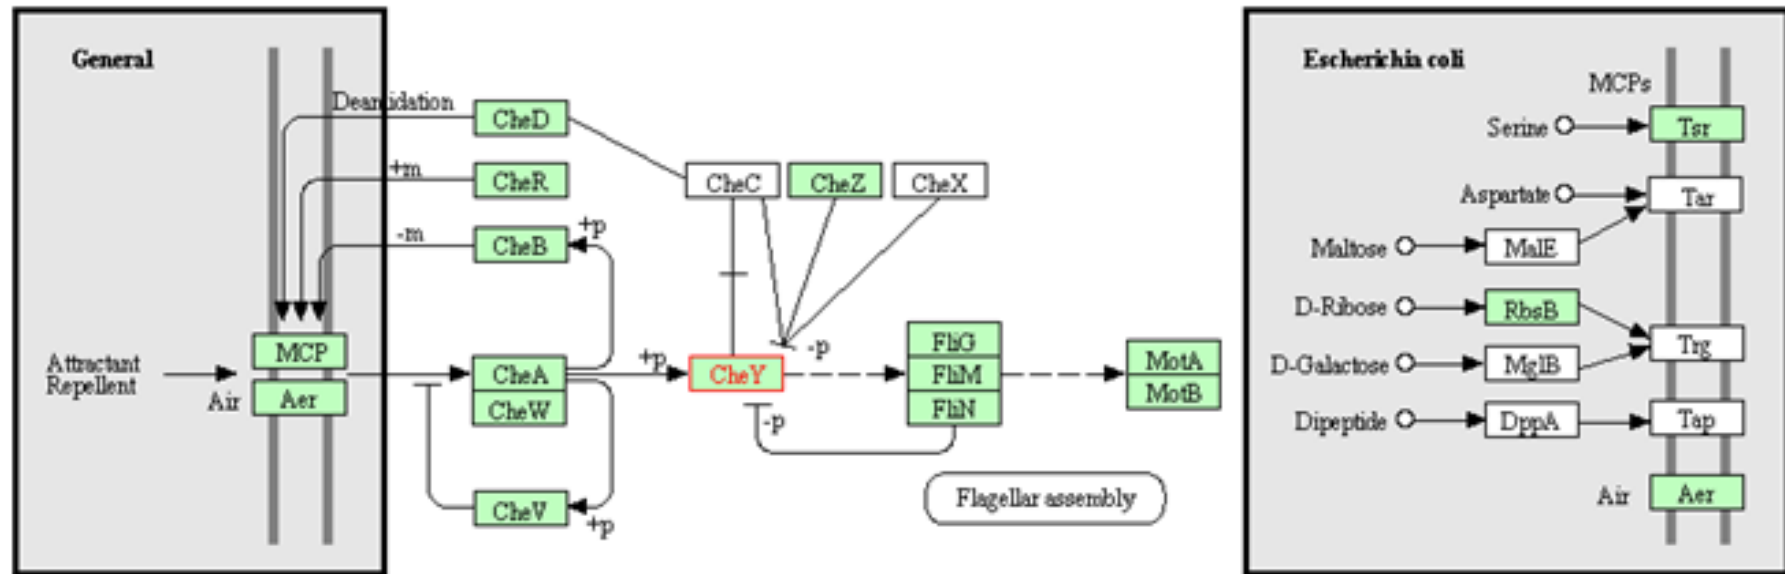 General
Deamidation
CheD
+m
CheR
-m
CheB
+p
CheC
CheZ
CheX
MCP
Attractant
Repellent
Air
Aer
CheA
CheW
+p
CheY
-p
-p
FliG
FliM
FliN
MotA
MotB
CheV
+p
Flagellar assembly
Escherichia coli
MCPs
Serine
Tsr
Aspartate
Tar
Maltose
MalE
D-Ribose
RbsB
Trg
D-Galactose
MglB
Dipeptide
DppA
Tap
Air
Aer